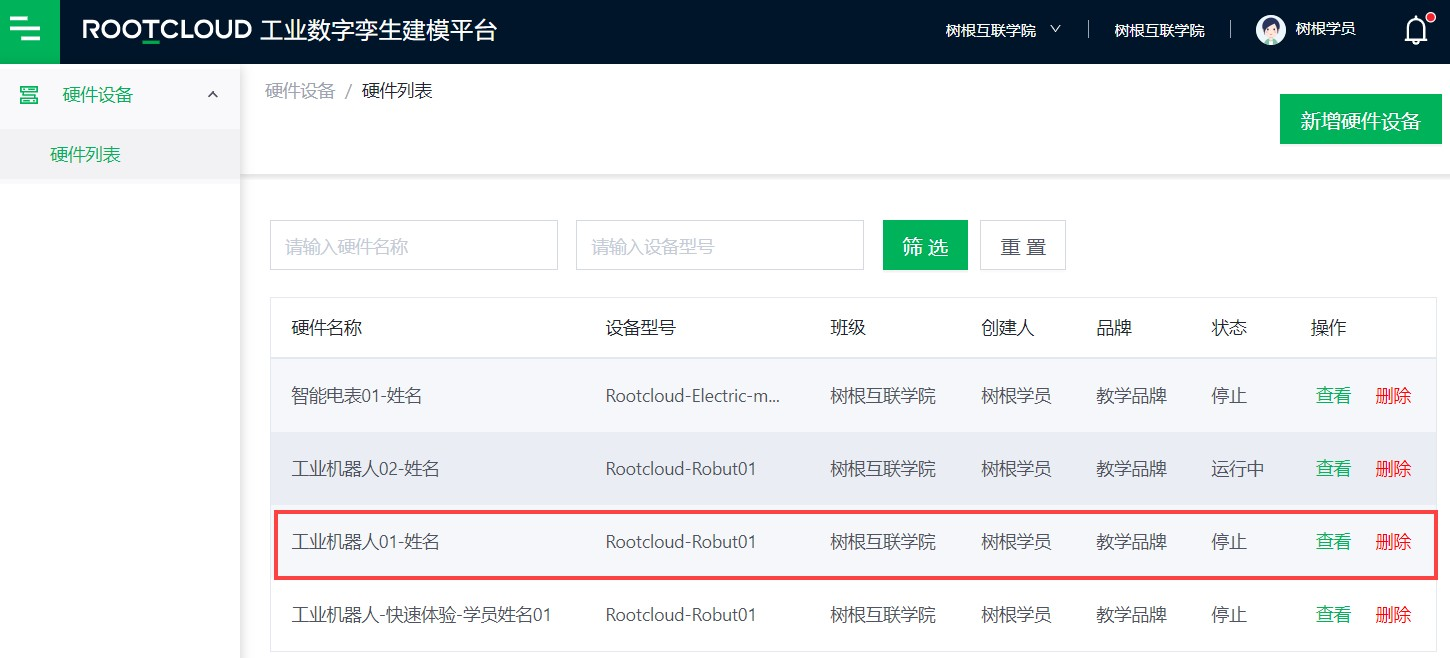 ROOTCLOUD 工业数字孪生建模平台 树根互联学院 树根互联学院 树根学员
硬件设备
硬件列表
硬件设备 / 硬件列表
新增硬件设备
请输入硬件名称 请输入设备型号 筛选 重置
硬件名称 设备型号 班级 创建人 品牌 状态 操作
智能电表01-姓名 Rootcloud-Electric-m... 树根互联学院 树根学员 教学品牌 停止 查看 删除
工业机器人02-姓名 Rootcloud-Robut01 树根互联学院 树根学员 教学品牌 运行中 查看 删除
工业机器人01-姓名 Rootcloud-Robut01 树根互联学院 树根学员 教学品牌 停止 查看 删除
工业机器人-快速体验-学员姓名01 Rootcloud-Robut01 树根互联学院 树根学员 教学品牌 停止 查看 删除